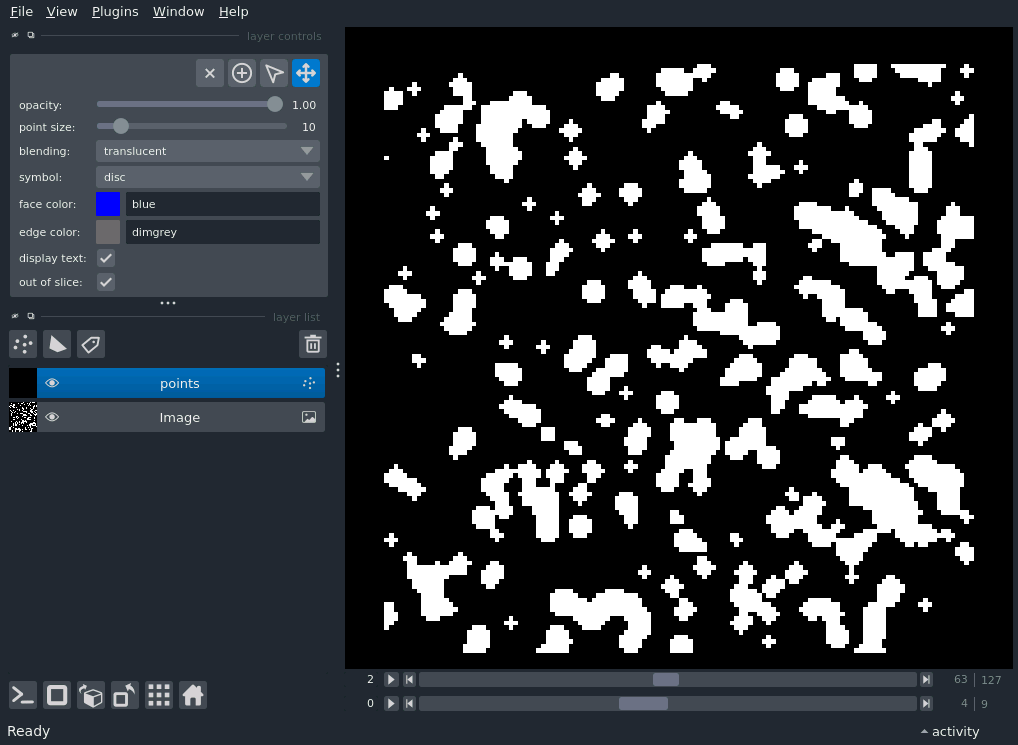 File View Plugins Window Help
layer controls
opacity: 1.00
point size: 10
blending: translucent
symbol: disc
face color: blue
edge color: dimgrey
display text:
out of slice:
layer list
points
Image
2 63 127
0 4 9
Ready activity